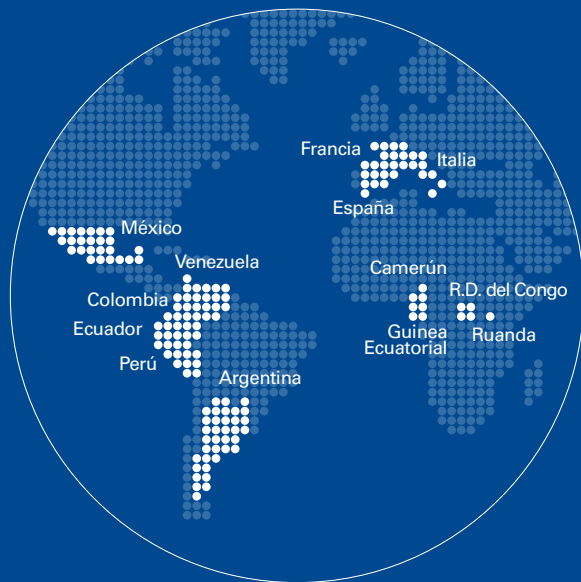 Francia
Italia
España
México
Venezuela
Camerún
R.D. del Congo
Colombia
Ecuador
Guinea
Ecuatorial
Ruanda
Perú
Argentina